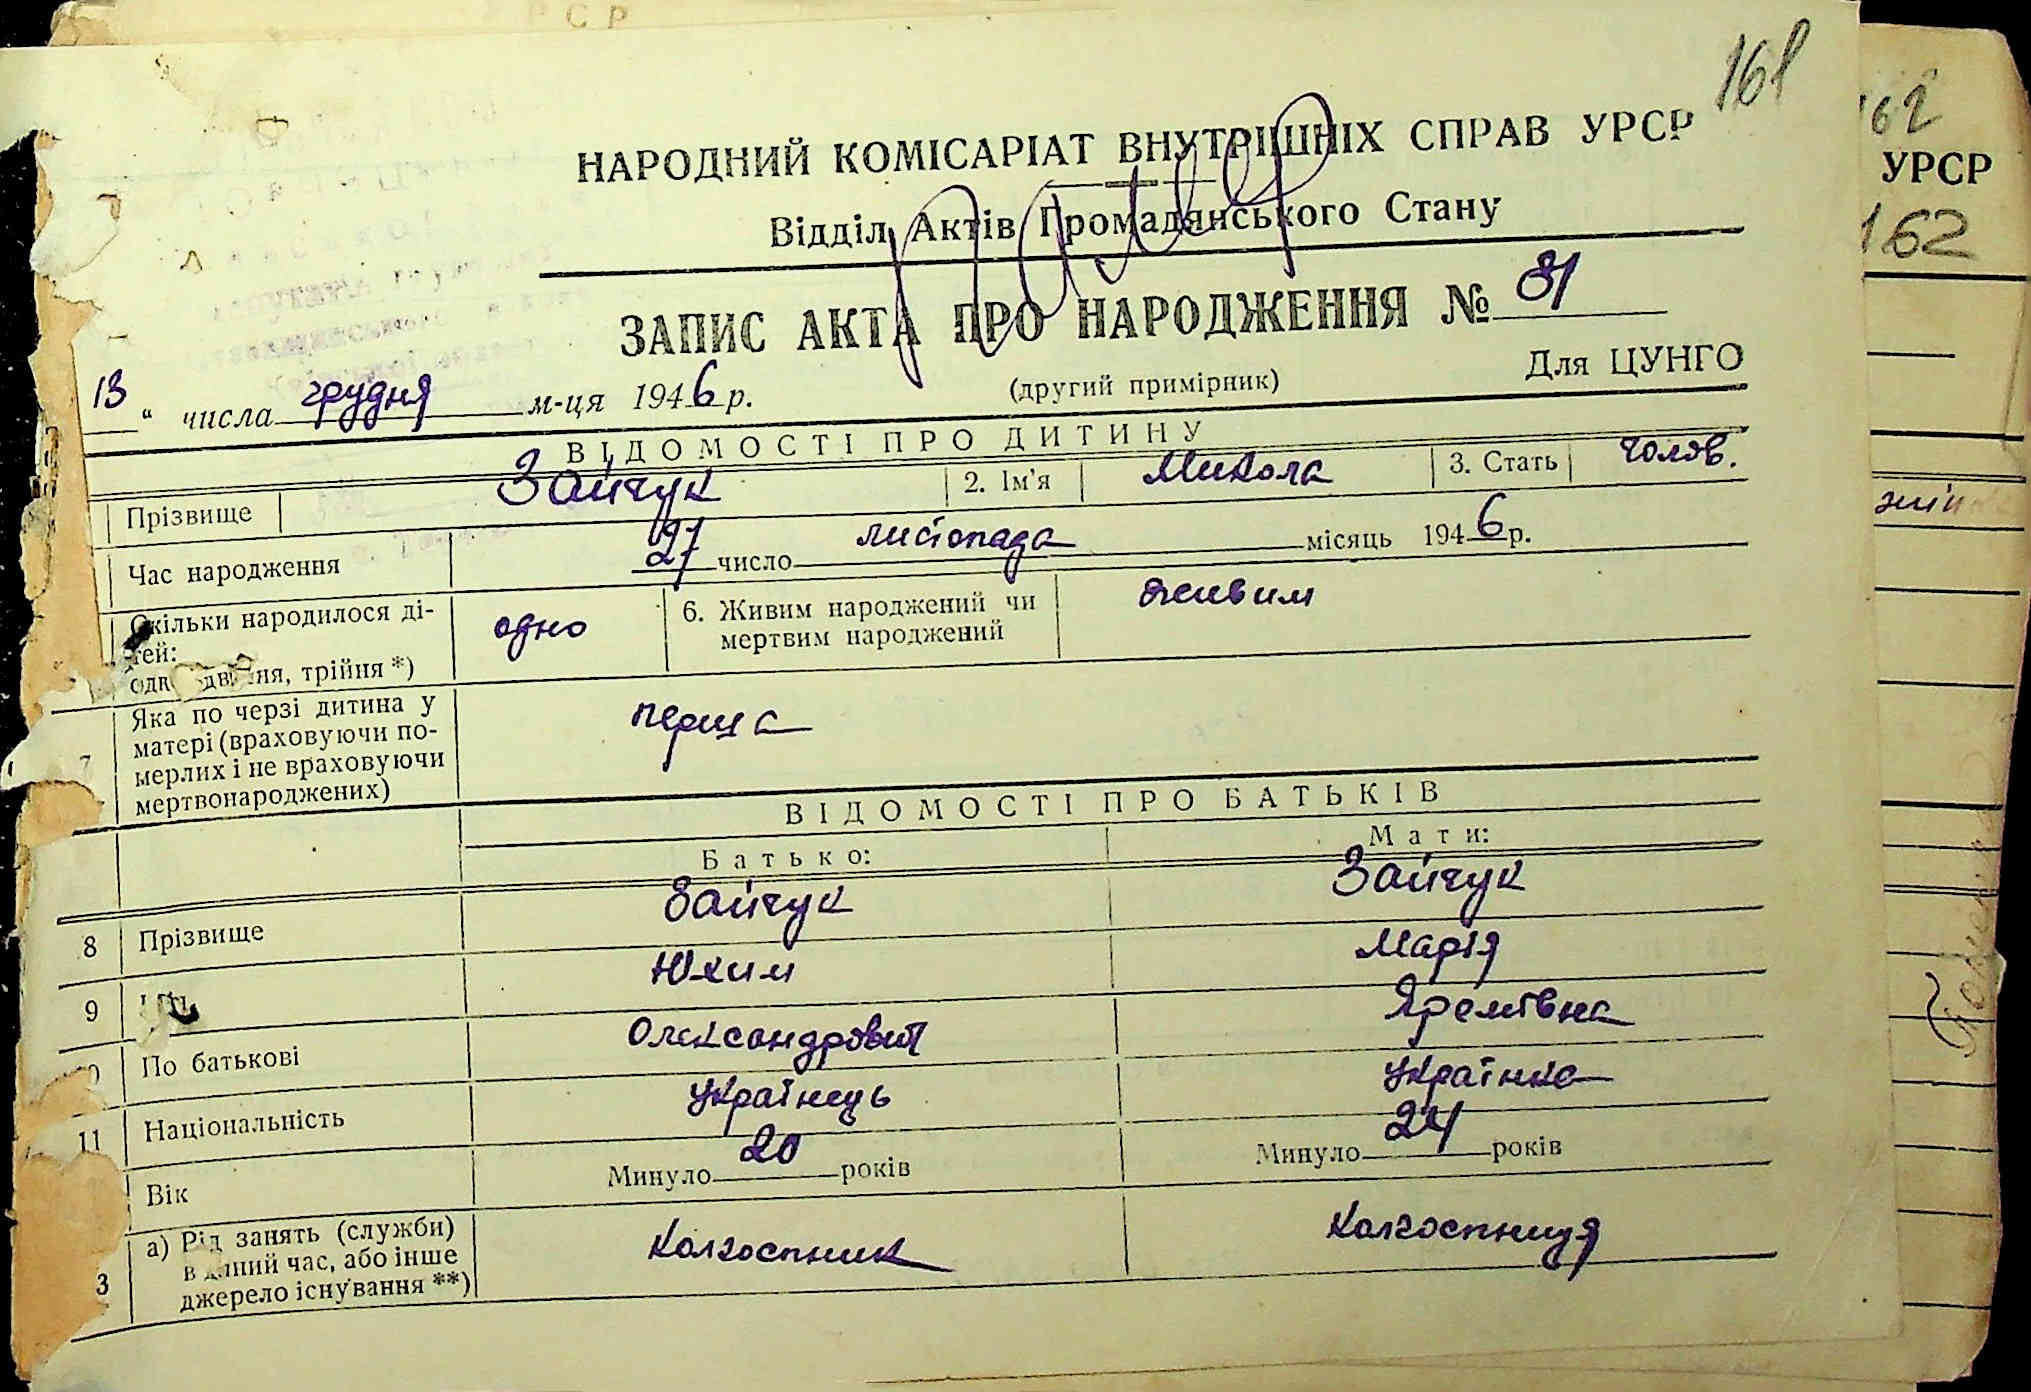 161
НАРОДНИЙ КОМІСАРІАТ ВНУТРІШНІХ СПРАВ УРСР
Відділ Актів Громадянського Стану
ЗАПИС АКТА ПРО НАРОДЖЕННЯ № 81
13 " числа грудня м-ця 1946 р. (другий примірник) Для ЦУНГО
ВІДОМОСТІ ПРО ДИТИНУ
Прізвище Зайчук 2. Ім'я Микола 3. Стать чолов.
Час народження 27 число листопада місяць 1946 р.
Скільки народилося ді-
тей: одно 6. Живим народжений чи живим
мертвим народжений
трійня *)
7 Яка по черзі дитина у
матері (враховуючи по- перша
мерлих і не враховуючи
мертвонароджених)
ВІДОМОСТІ ПРО БАТЬКІВ
Батько: Мати:
8 Прізвище Зайчук Зайчук
9 Юхим Марія
По батькові Олександрович Яремівна
11 Національність Українець Українка
Вік Минуло 20 років Минуло 24 років
а) Рід занять (служби)
3 в даний час, або інше Колгоспник Колгоспниця
джерело існування **)
162
УРСР
162